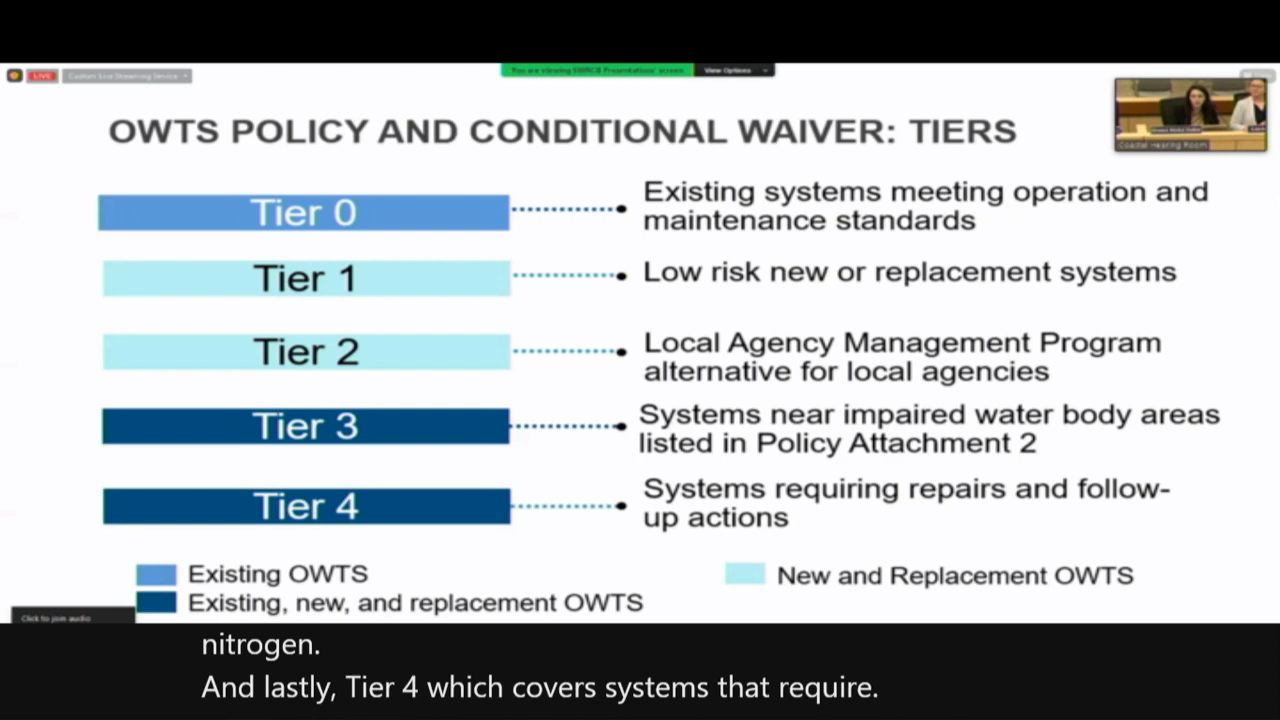 LIVE
Custom Live Streaming Service
You are viewing SWRCB Presentations' screen
View Options
OWTS POLICY AND CONDITIONAL WAIVER: TIERS
Coastal Hearing Room
Tier 0
Existing systems meeting operation and
maintenance standards
Tier 1
Low risk new or replacement systems
Tier 2
Local Agency Management Program
alternative for local agencies
Tier 3
Systems near impaired water body areas
listed in Policy Attachment 2
Tier 4
Systems requiring repairs and follow-
up actions
Existing OWTS
New and Replacement OWTS
Existing, new, and replacement OWTS
Click to join audio
nitrogen.
And lastly, Tier 4 which covers systems that require.